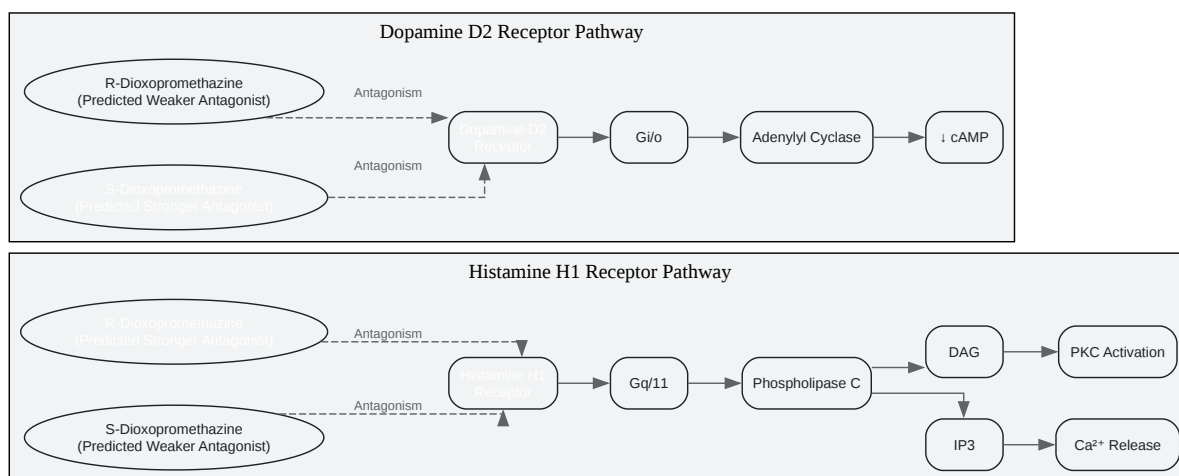 Dopamine D2 Receptor Pathway
R-Dioxopromethazine
(Predicted Weaker Antagonist)
Antagonism
Dopamine D2
Receptor
Gi/o
Adenylyl Cyclase
↓ cAMP
Antagonism
S-Dioxopromethazine
(Predicted Stronger Antagonist)
Histamine H1 Receptor Pathway
R-Dioxopromethazine
(Predicted Stronger Antagonist)
Antagonism
Histamine H1
Receptor
Gq/11
Phospholipase C
DAG
PKC Activation
Antagonism
S-Dioxopromethazine
(Predicted Weaker Antagonist)
IP3
Ca²⁺ Release